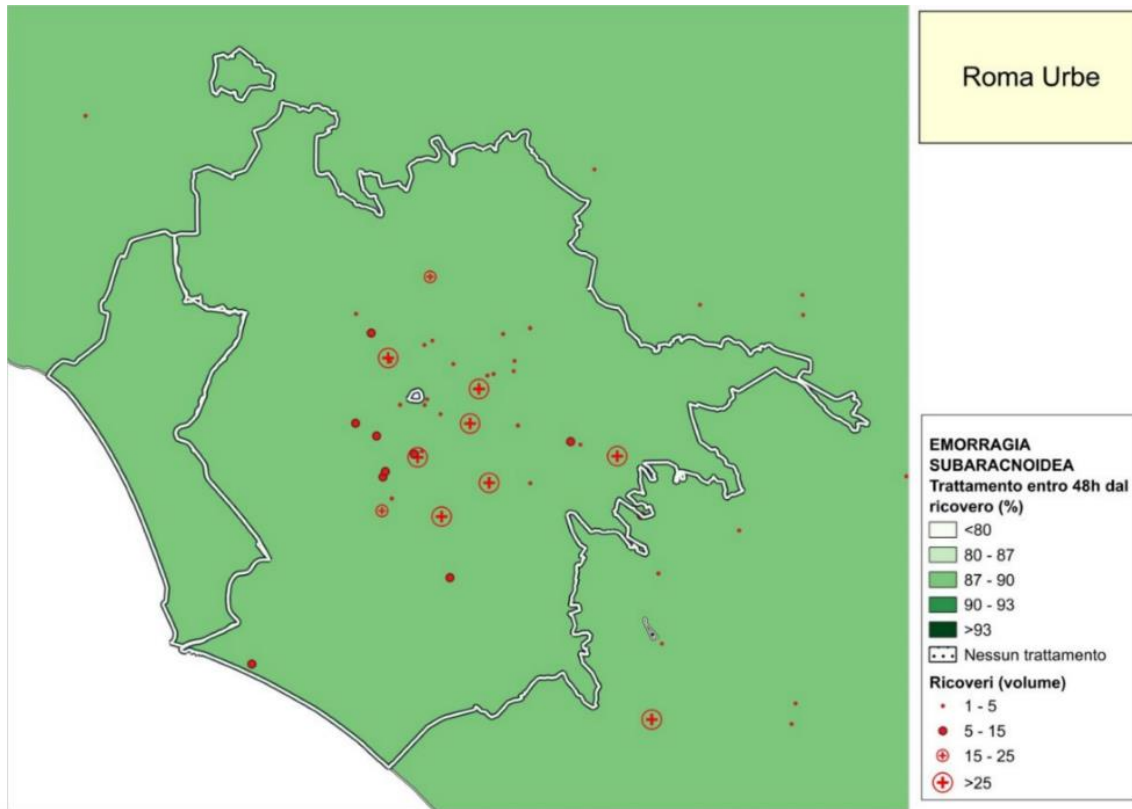 Roma Urbe
EMORRAGIA
SUBARACNOIDEA
Trattamento entro 48h dal
ricovero (%)
<80
80 - 87
87 - 90
90 - 93
>93
Nessun trattamento
Ricoveri (volume)
1 - 5
5 - 15
15 - 25
>25